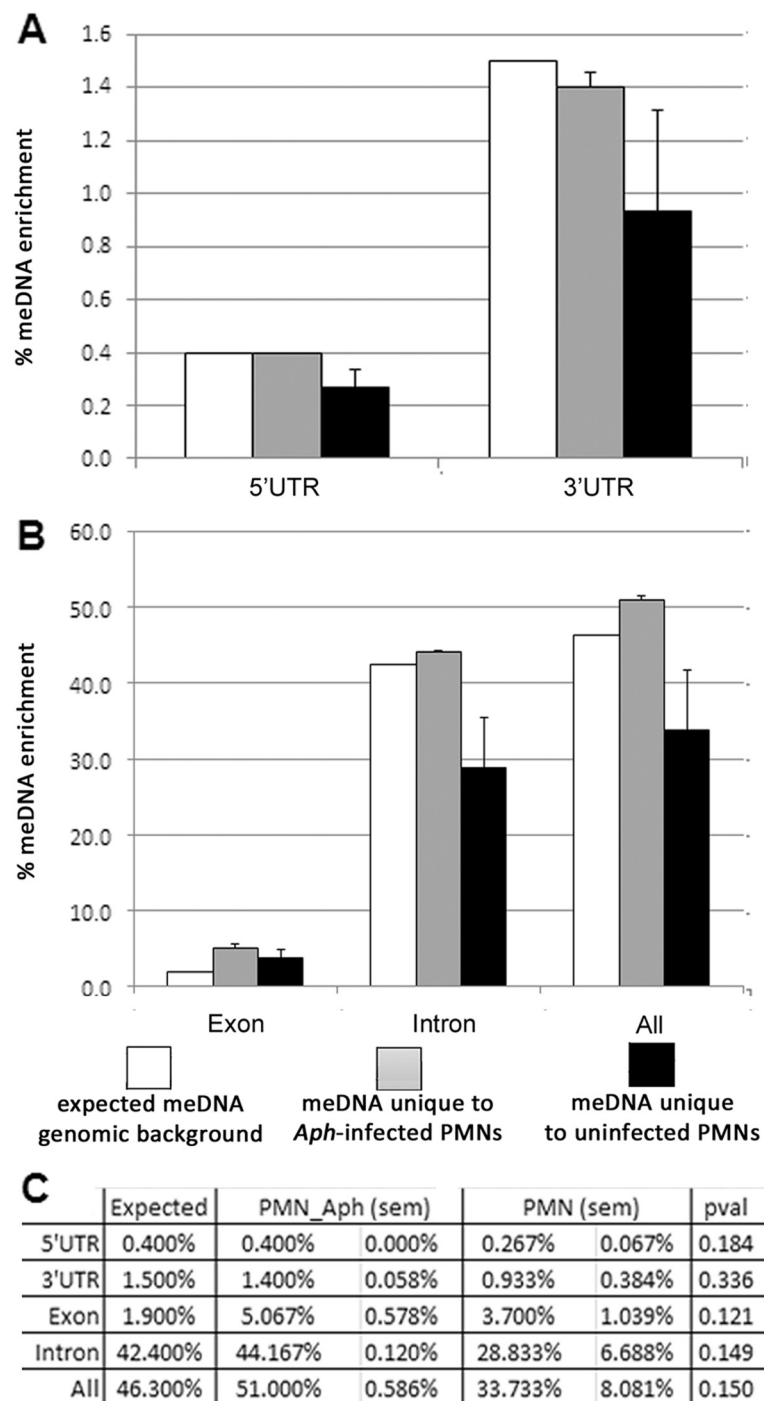 A
% meDNA enrichment
1.6
1.4
1.2
1.0
0.8
0.6
0.4
0.2
0.0
5'UTR 3'UTR
B
% meDNA enrichment
60.0
50.0
40.0
30.0
20.0
10.0
0.0
Exon Intron All
expected meDNA genomic background
meDNA unique to Aph-infected PMNs
meDNA unique to uninfected PMNs
C
Expected PMN_Aph (sem) PMN (sem) pval
5'UTR 0.400% 0.400% 0.000% 0.267% 0.067% 0.184
3'UTR 1.500% 1.400% 0.058% 0.933% 0.384% 0.336
Exon 1.900% 5.067% 0.578% 3.700% 1.039% 0.121
Intron 42.400% 44.167% 0.120% 28.833% 6.688% 0.149
All 46.300% 51.000% 0.586% 33.733% 8.081% 0.150